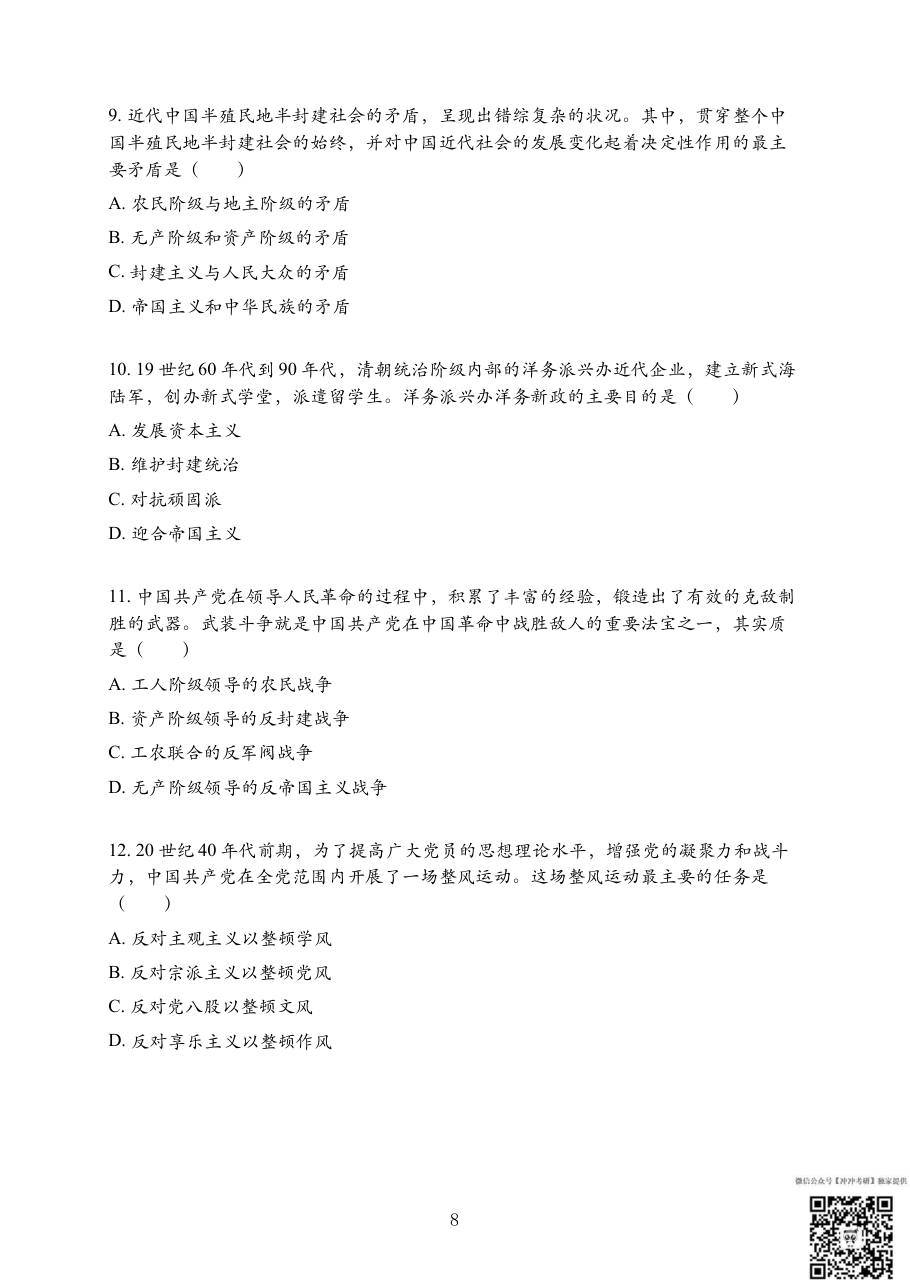 9. 近代中国半殖民地半封建社会的矛盾，呈现出错综复杂的状况。其中，贯穿整个中
国半殖民地半封建社会的始终，并对中国近代社会的发展变化起着决定性作用的最主
要矛盾是（　　）
A. 农民阶级与地主阶级的矛盾
B. 无产阶级和资产阶级的矛盾
C. 封建主义与人民大众的矛盾
D. 帝国主义和中华民族的矛盾
10. 19 世纪 60 年代到 90 年代，清朝统治阶级内部的洋务派兴办近代企业，建立新式海
陆军，创办新式学堂，派遣留学生。洋务派兴办洋务新政的主要目的是（　　）
A. 发展资本主义
B. 维护封建统治
C. 对抗顽固派
D. 迎合帝国主义
11. 中国共产党在领导人民革命的过程中，积累了丰富的经验，锻造出了有效的克敌制
胜的武器。武装斗争就是中国共产党在中国革命中战胜敌人的重要法宝之一，其实质
是（　　）
A. 工人阶级领导的农民战争
B. 资产阶级领导的反封建战争
C. 工农联合的反军阀战争
D. 无产阶级领导的反帝国主义战争
12. 20 世纪 40 年代前期，为了提高广大党员的思想理论水平，增强党的凝聚力和战斗
力，中国共产党在全党范围内开展了一场整风运动。这场整风运动最主要的任务是
（　　）
A. 反对主观主义以整顿学风
B. 反对宗派主义以整顿党风
C. 反对党八股以整顿文风
D. 反对享乐主义以整顿作风
微信公众号【冲冲考研】独家提供
8